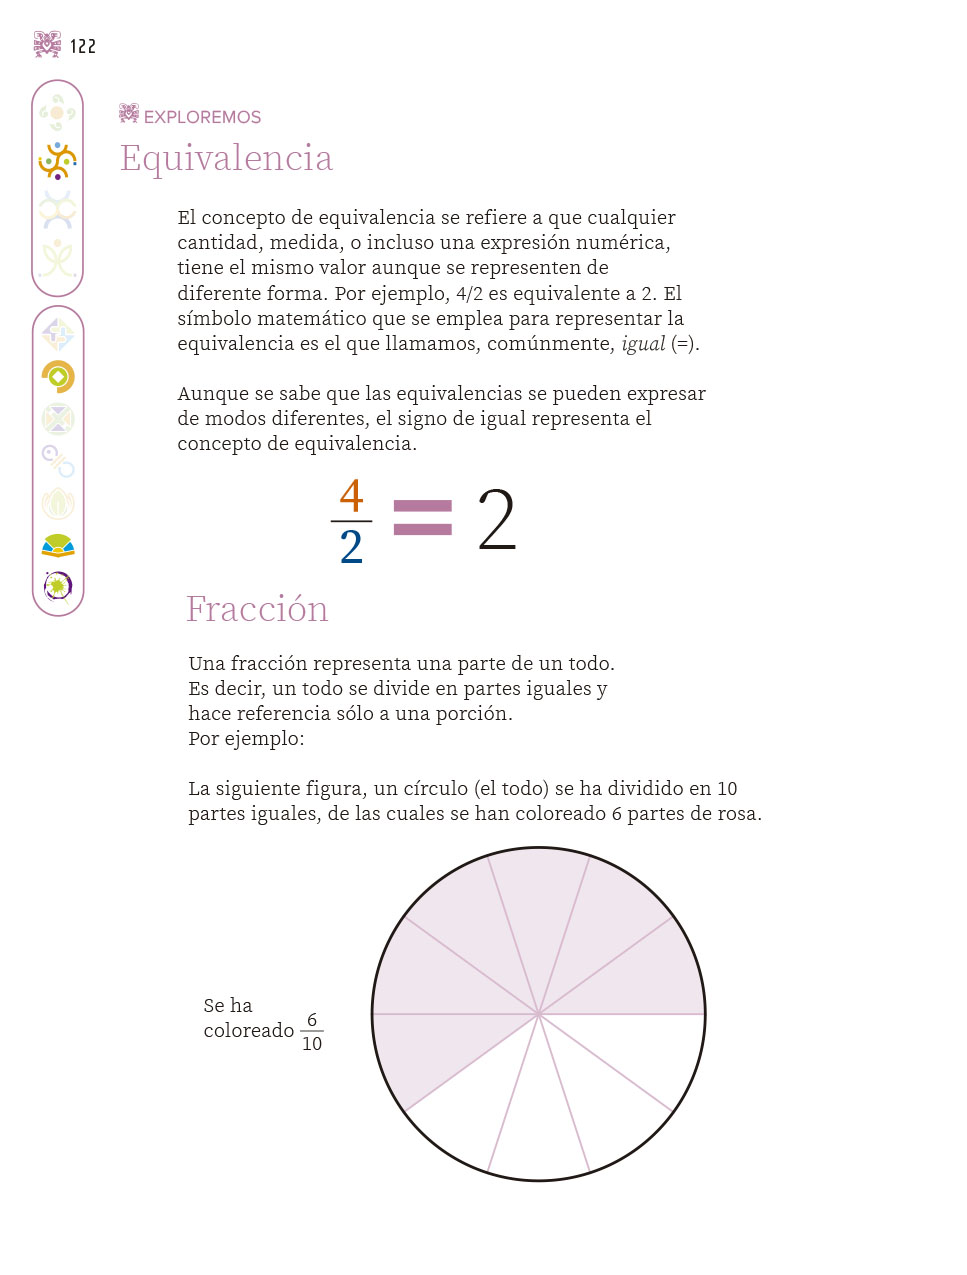 122
EXPLOREMOS
Equivalencia
El concepto de equivalencia se refiere a que cualquier
cantidad, medida, o incluso una expresión numérica,
tiene el mismo valor aunque se representen de
diferente forma. Por ejemplo, 4/2 es equivalente a 2. El
símbolo matemático que se emplea para representar la
equivalencia es el que llamamos, comúnmente, igual (=).
Aunque se sabe que las equivalencias se pueden expresar
de modos diferentes, el signo de igual representa el
concepto de equivalencia.
4/2 = 2
Fracción
Una fracción representa una parte de un todo.
Es decir, un todo se divide en partes iguales y
hace referencia sólo a una porción.
Por ejemplo:
La siguiente figura, un círculo (el todo) se ha dividido en 10
partes iguales, de las cuales se han coloreado 6 partes de rosa.
Se ha
coloreado 6/10